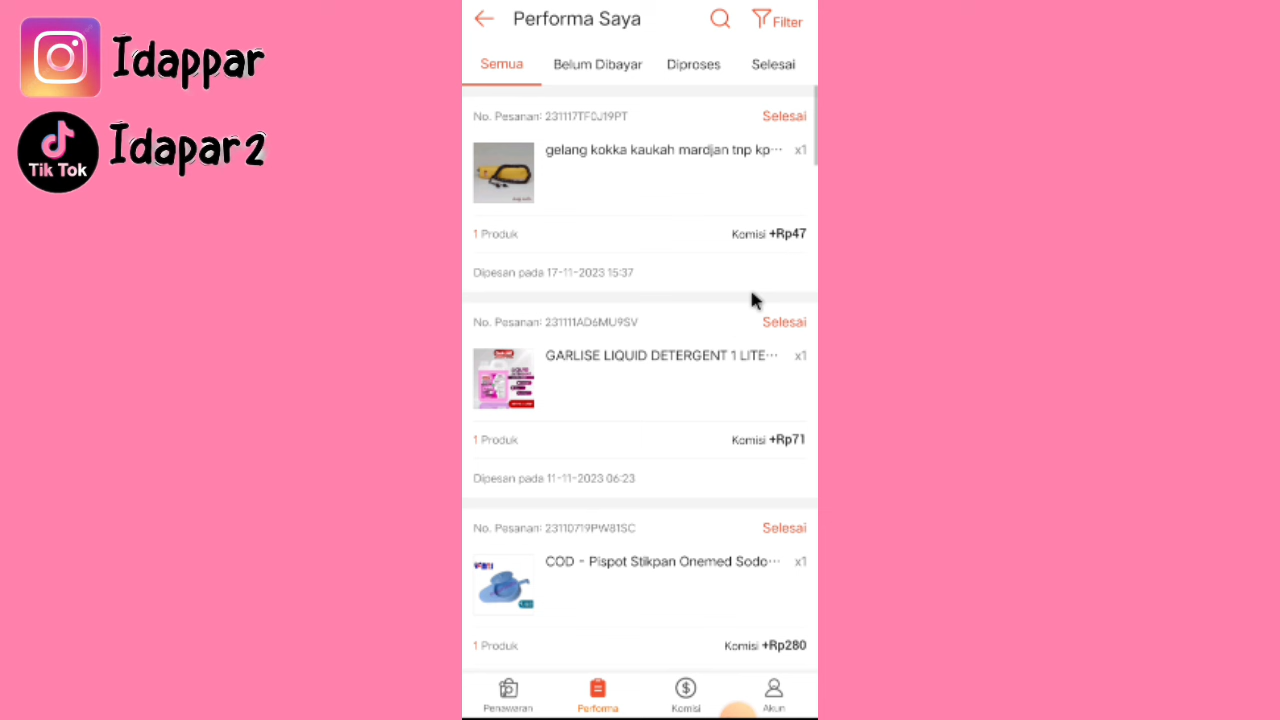 Idappar
Tik Tok
Idapar2
Performa Saya
Filter
Semua
Belum Dibayar
Diproses
Selesai
No. Pesanan: 231117TF0J19PT
Selesai
gelang kokka kaukah mardjan tnp kp...
x1
1 Produk
Komisi +Rp47
Dipesan pada 17-11-2023 15:37
No. Pesanan: 231111AD6MU9SV
Selesai
GARLISE LIQUID DETERGENT 1 LITE...
x1
1 Produk
Komisi +Rp71
Dipesan pada 11-11-2023 06:23
No. Pesanan: 23110719PW81SC
Selesai
COD - Pispot Stikpan Onemed Sodo...
x1
1 Produk
Komisi +Rp280
Penawaran
Performa
Komisi
Akun